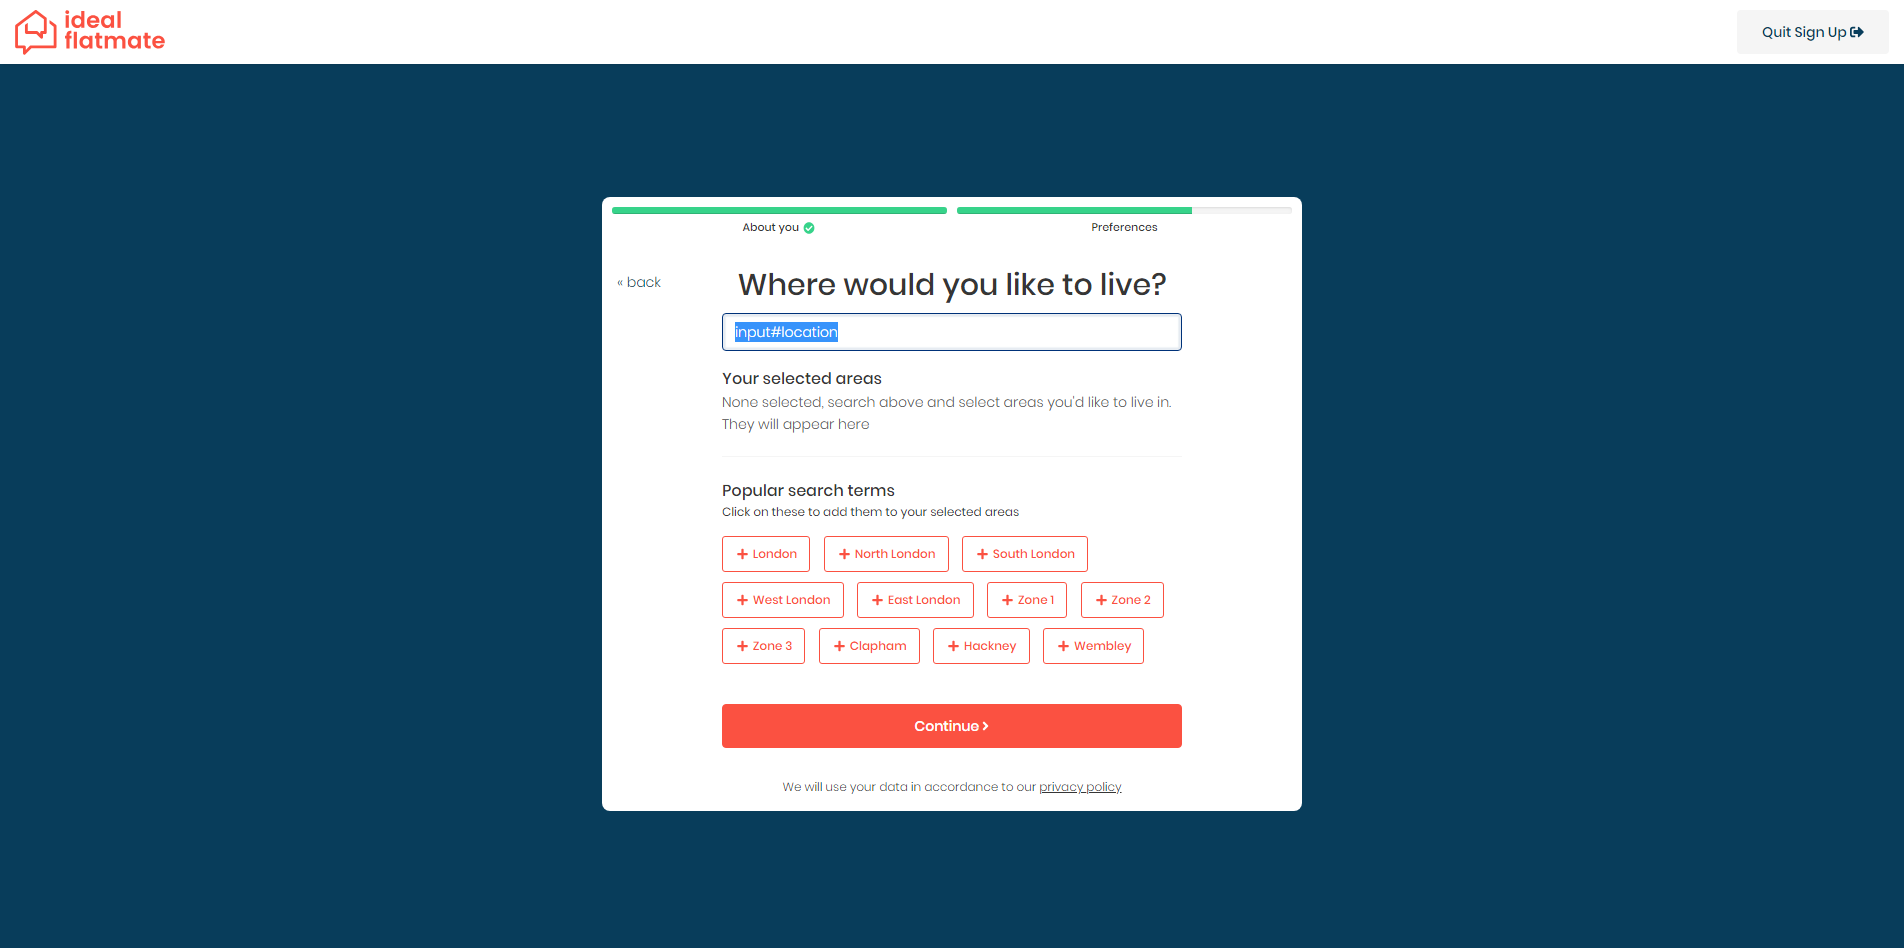 ideal
flatmate
Quit Sign Up
About you
Preferences
« back
Where would you like to live?
input#location
Your selected areas
None selected, search above and select areas you'd like to live in.
They will appear here
Popular search terms
Click on these to add them to your selected areas
London
North London
South London
West London
East London
Zone 1
Zone 2
Zone 3
Clapham
Hackney
Wembley
Continue
We will use your data in accordance to our privacy policy